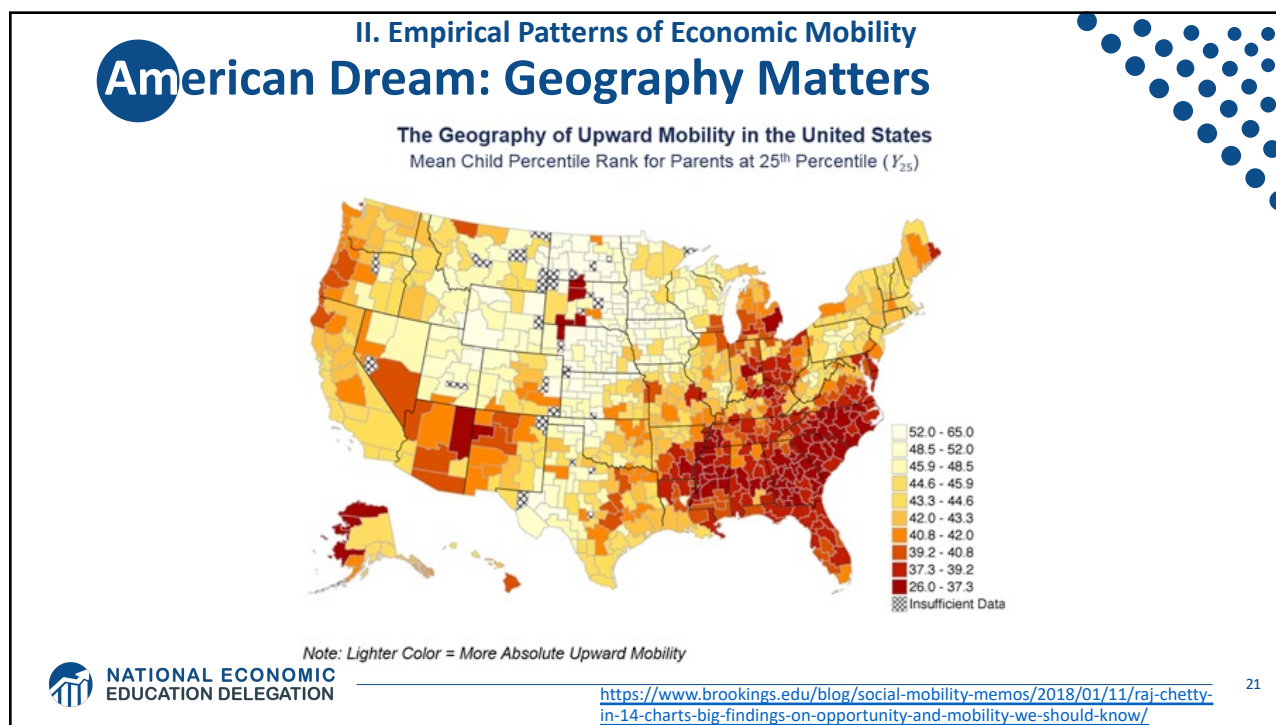 II. Empirical Patterns of Economic Mobility
American Dream: Geography Matters
The Geography of Upward Mobility in the United States
Mean Child Percentile Rank for Parents at 25th Percentile (Y25)
52.0 - 65.0
48.5 - 52.0
45.9 - 48.5
44.6 - 45.9
43.3 - 44.6
42.0 - 43.3
40.8 - 42.0
39.2 - 40.8
37.3 - 39.2
26.0 - 37.3
Insufficient Data
Note: Lighter Color = More Absolute Upward Mobility
NATIONAL ECONOMIC
EDUCATION DELEGATION
https://www.brookings.edu/blog/social-mobility-memos/2018/01/11/raj-chetty-
in-14-charts-big-findings-on-opportunity-and-mobility-we-should-know/
21